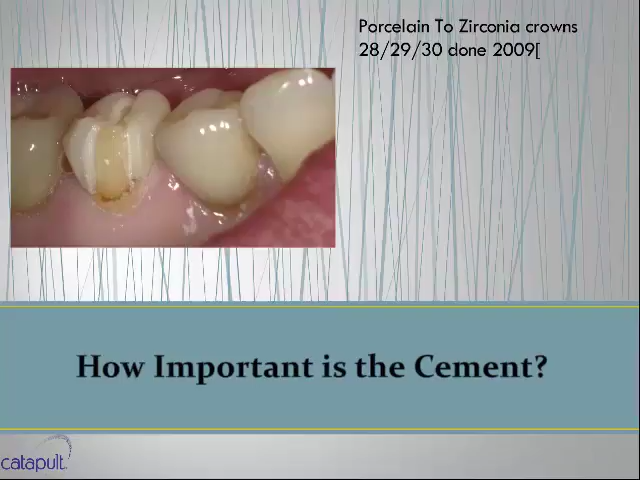 Porcelain To Zirconia crowns
28/29/30 done 2009[
How Important is the Cement?
catapult